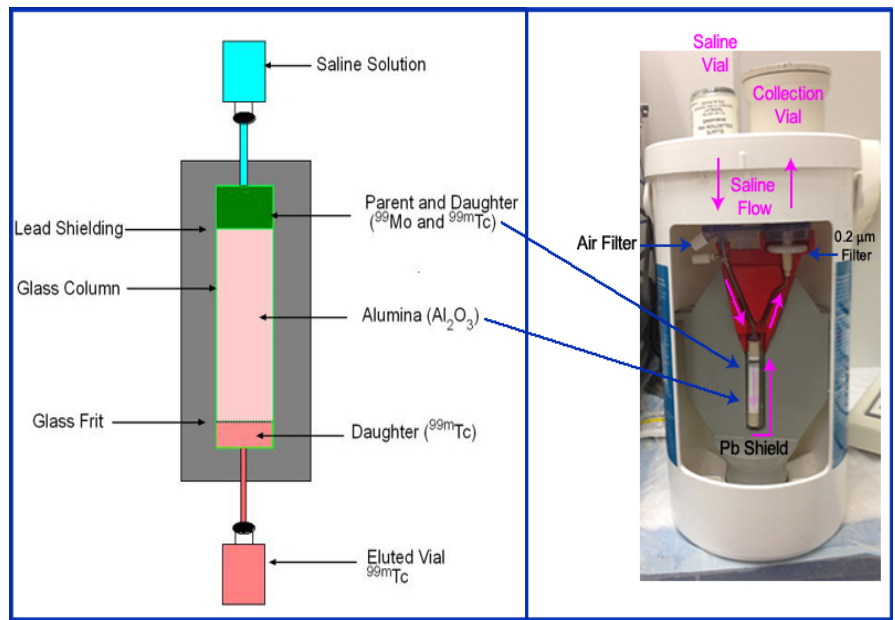 Saline Solution
Parent and Daughter
(⁹⁹Mo and ⁹⁹ᵐTc)
Lead Shielding
Glass Column
Alumina (Al₂O₃)
Glass Frit
Daughter (⁹⁹ᵐTc)
Eluted Vial
⁹⁹ᵐTc
Saline
Vial
Collection
Vial
Saline
Flow
Air Filter
0.2 μm
Filter
Pb Shield